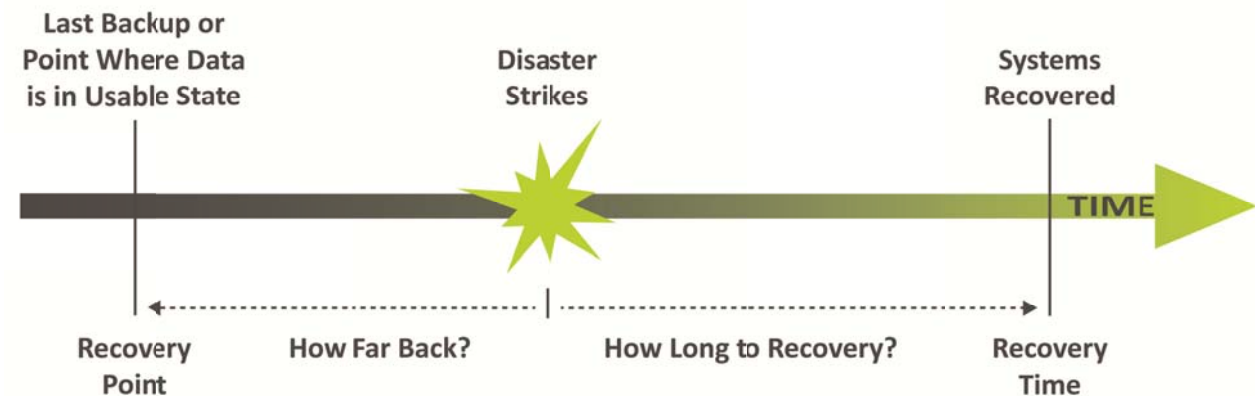 Last Backup or
Point Where Data
is in Usable State
Disaster
Strikes
Systems
Recovered
TIME
How Far Back?
How Long to Recovery?
Recovery
Point
Recovery
Time